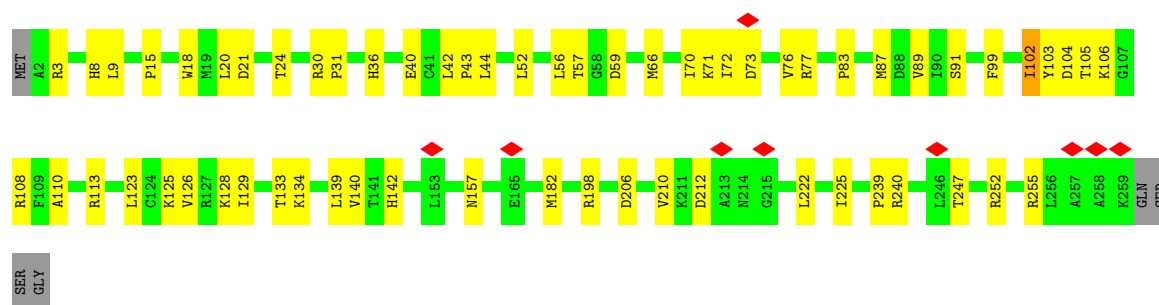 MET A2 R3 H8 L9 P15 W18 M19 L20 D21 T24 R30 P31 H36 E40 C41 L42 P43 L44 L52 L56 T57 G58 D59 M66 I70 K71 I72 D73 V76 R77 P83 M87 D88 V89 I90 S91 F99 I102 Y103 D104 T105 K106 G107
R108 F109 A110 R113 L123 C124 K125 V126 R127 K128 I129 T133 K134 L139 V140 T141 H142 L153 N157 E165 M182 R198 D206 V210 K211 D212 A213 N214 G215 L222 I225 P239 R240 L246 T247 R252 R255 L256 A257 A258 K259 GLN SER
SER GLY